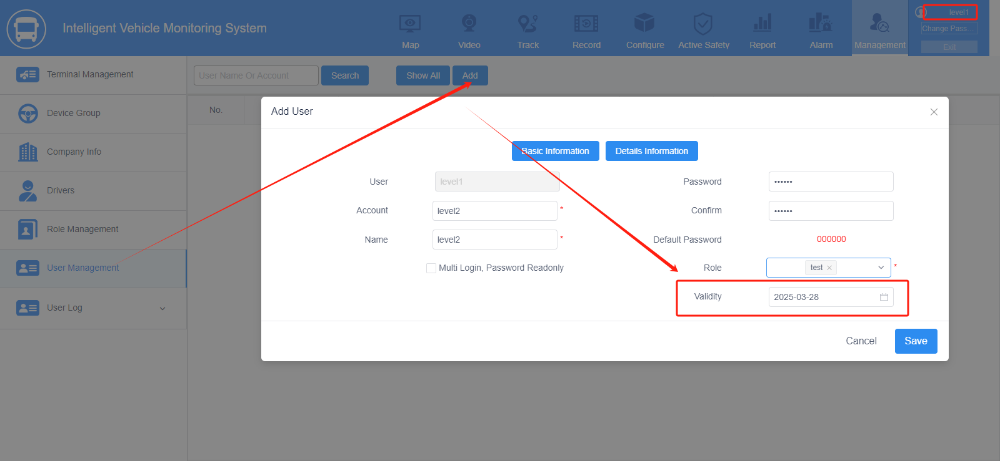 Intelligent Vehicle Monitoring System
Map
Video
Track
Record
Configure
Active Safety
Report
Alarm
Management
level1
Change Pass...
Exit
Terminal Management
Device Group
Company Info
Drivers
Role Management
User Management
User Log
User Name Or Account
Search
Show All
Add
No.
Add User
Basic Information
Details Information
User
level1
Password
••••••
Account
level2
*
Confirm
••••••
Name
level2
*
Default Password
000000
Multi Login, Password Readonly
Role
test
*
Validity
2025-03-28
Cancel
Save